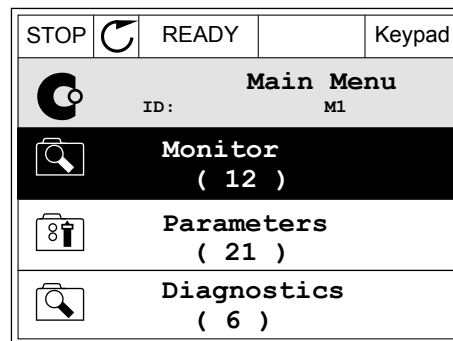 STOP READY Keypad
Main Menu
ID: M1
Monitor
( 12 )
Parameters
( 21 )
Diagnostics
( 6 )